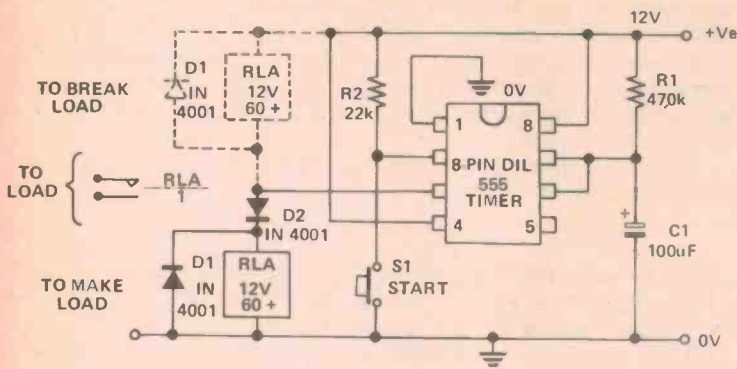 12V
+Ve
D1
IN
4001
RLA
12V
60 +
TO BREAK
LOAD
R2
22k
0V
R1
470k
1
8
8 PIN DIL
555
TIMER
4
5
TO
LOAD
RLA
1
D2
IN 4001
C1
+
100uF
S1
START
D1
IN
4001
RLA
12V
60 +
TO MAKE
LOAD
0V